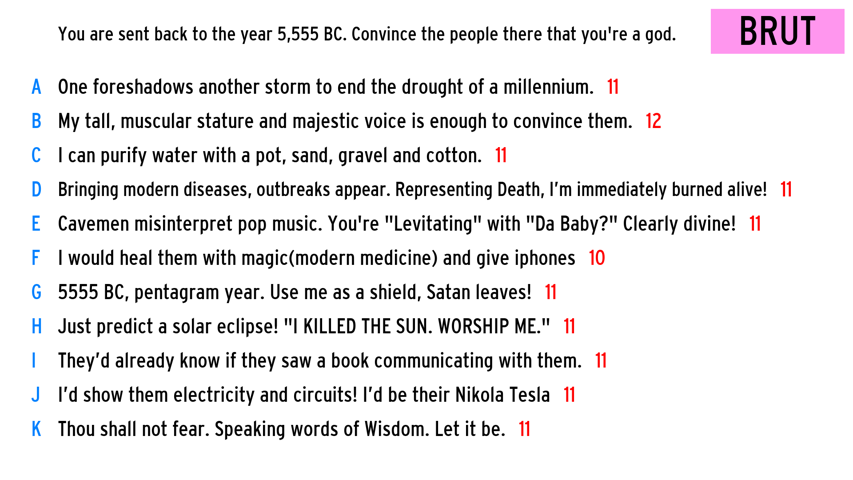 You are sent back to the year 5,555 BC. Convince the people there that you're a god.
BRUT
A One foreshadows another storm to end the drought of a millennium. 11
B My tall, muscular stature and majestic voice is enough to convince them. 12
C I can purify water with a pot, sand, gravel and cotton. 11
D Bringing modern diseases, outbreaks appear. Representing Death, I’m immediately burned alive! 11
E Cavemen misinterpret pop music. You're "Levitating" with "Da Baby?" Clearly divine! 11
F I would heal them with magic(modern medicine) and give iphones 10
G 5555 BC, pentagram year. Use me as a shield, Satan leaves! 11
H Just predict a solar eclipse! "I KILLED THE SUN. WORSHIP ME." 11
I They’d already know if they saw a book communicating with them. 11
J I’d show them electricity and circuits! I’d be their Nikola Tesla 11
K Thou shall not fear. Speaking words of Wisdom. Let it be. 11